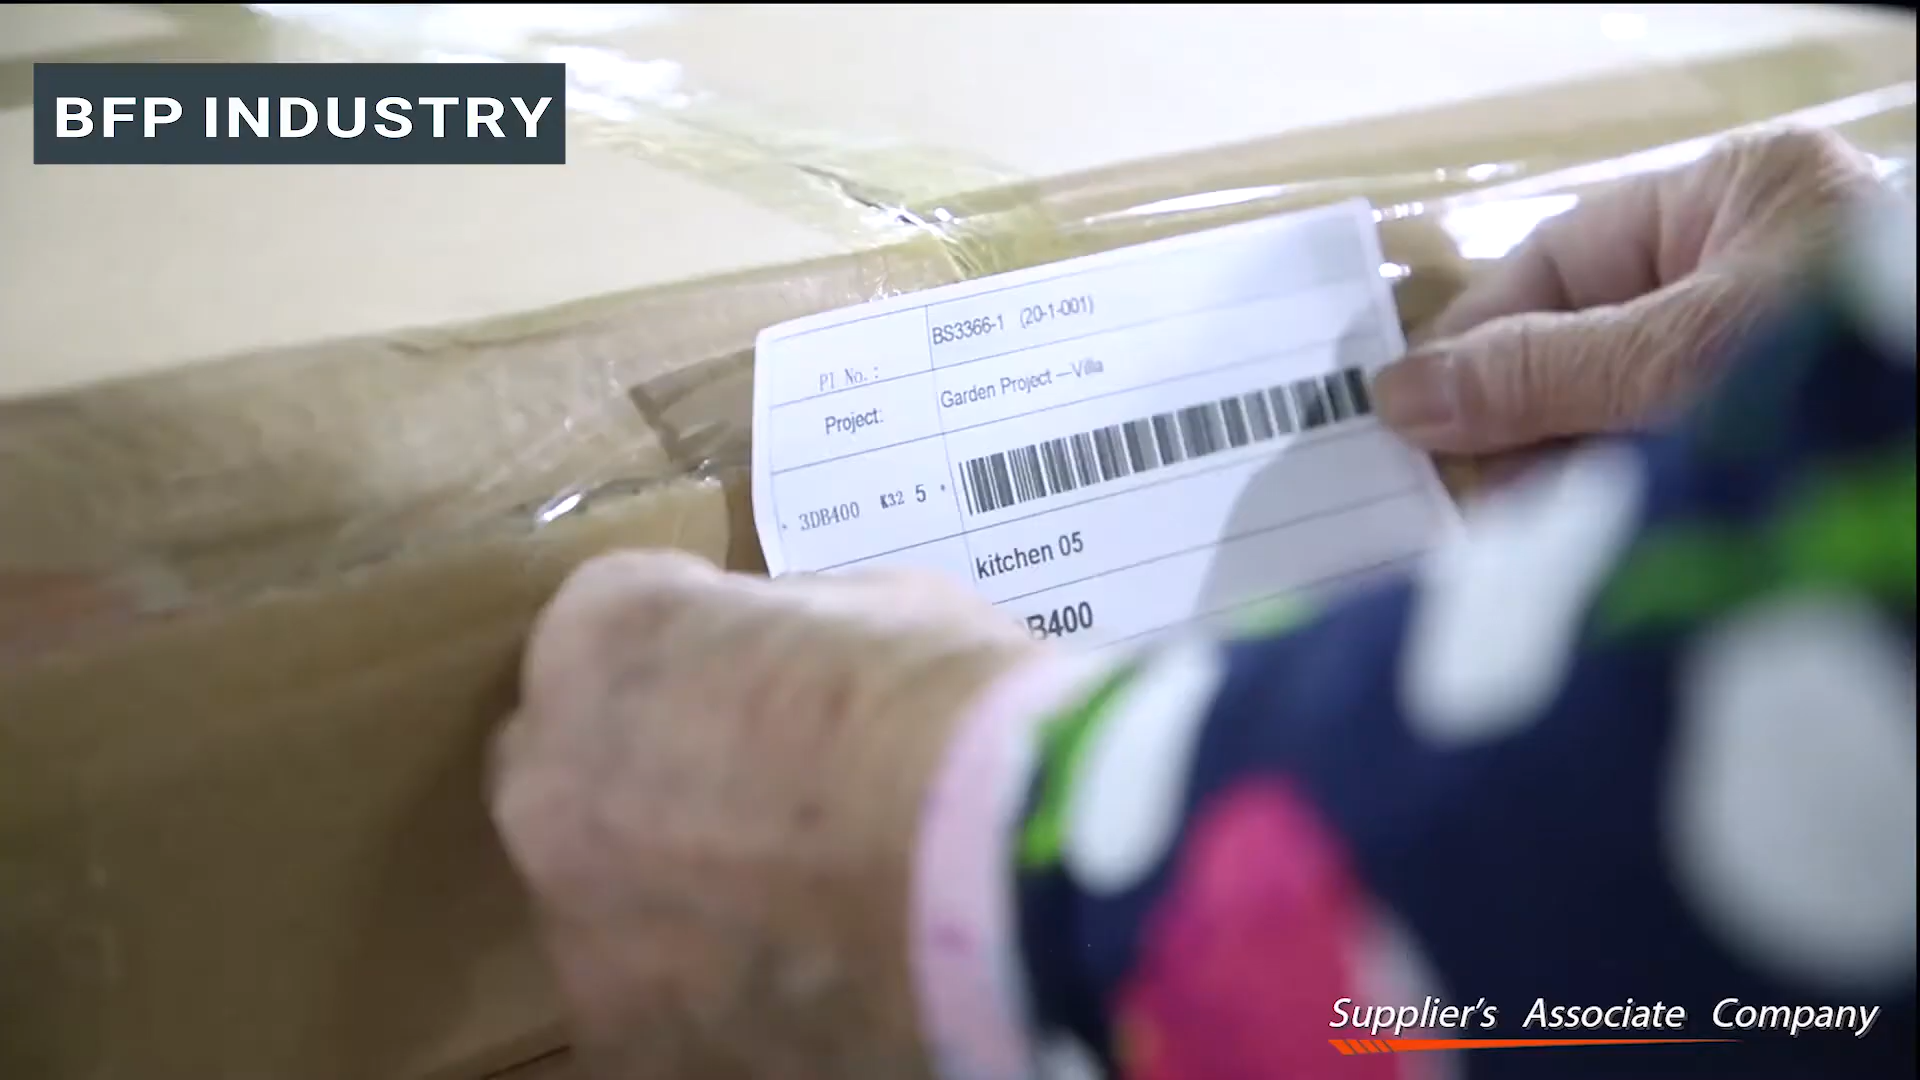 BFP INDUSTRY
PI No.: BS3366-1 (20-1-001)
Project: Garden Project —Villa
* 3DB400 K32 5 *
kitchen 05
B400
Supplier's Associate Company